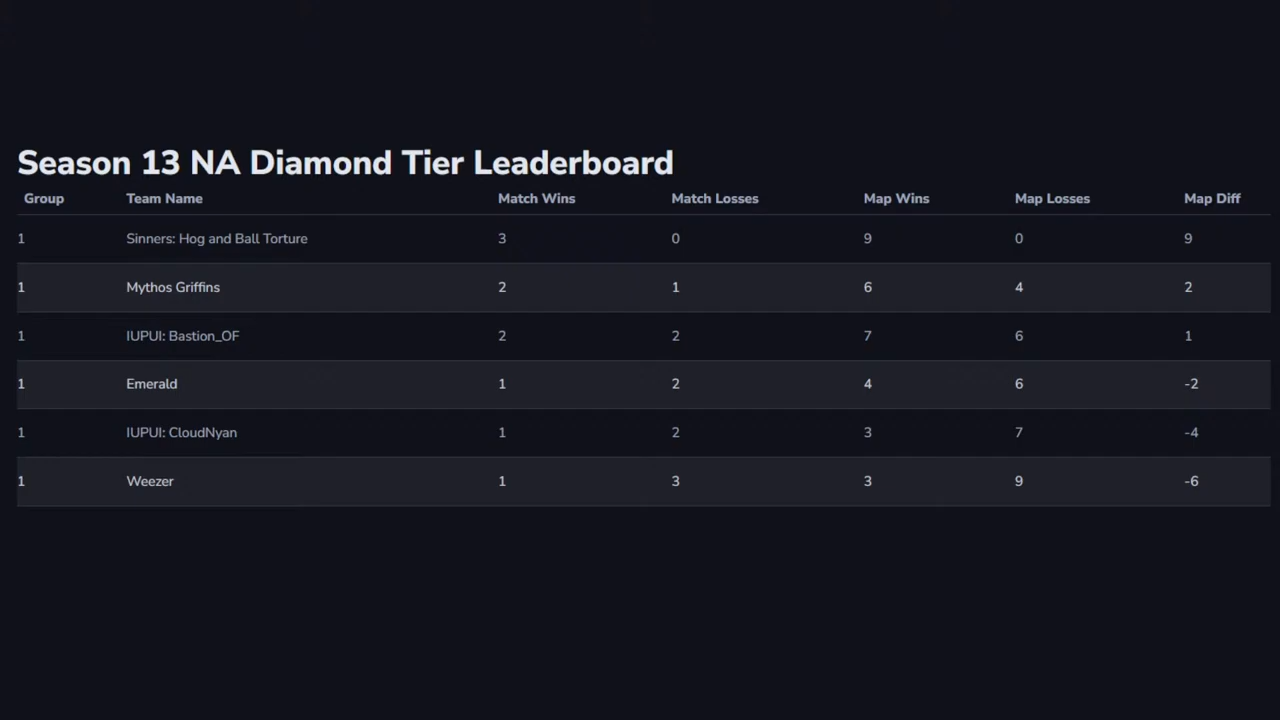 Season 13 NA Diamond Tier Leaderboard
Group Team Name Match Wins Match Losses Map Wins Map Losses Map Diff
1 Sinners: Hog and Ball Torture 3 0 9 0 9
1 Mythos Griffins 2 1 6 4 2
1 IUPUI: Bastion_OF 2 2 7 6 1
1 Emerald 1 2 4 6 -2
1 IUPUI: CloudNyan 1 2 3 7 -4
1 Weezer 1 3 3 9 -6